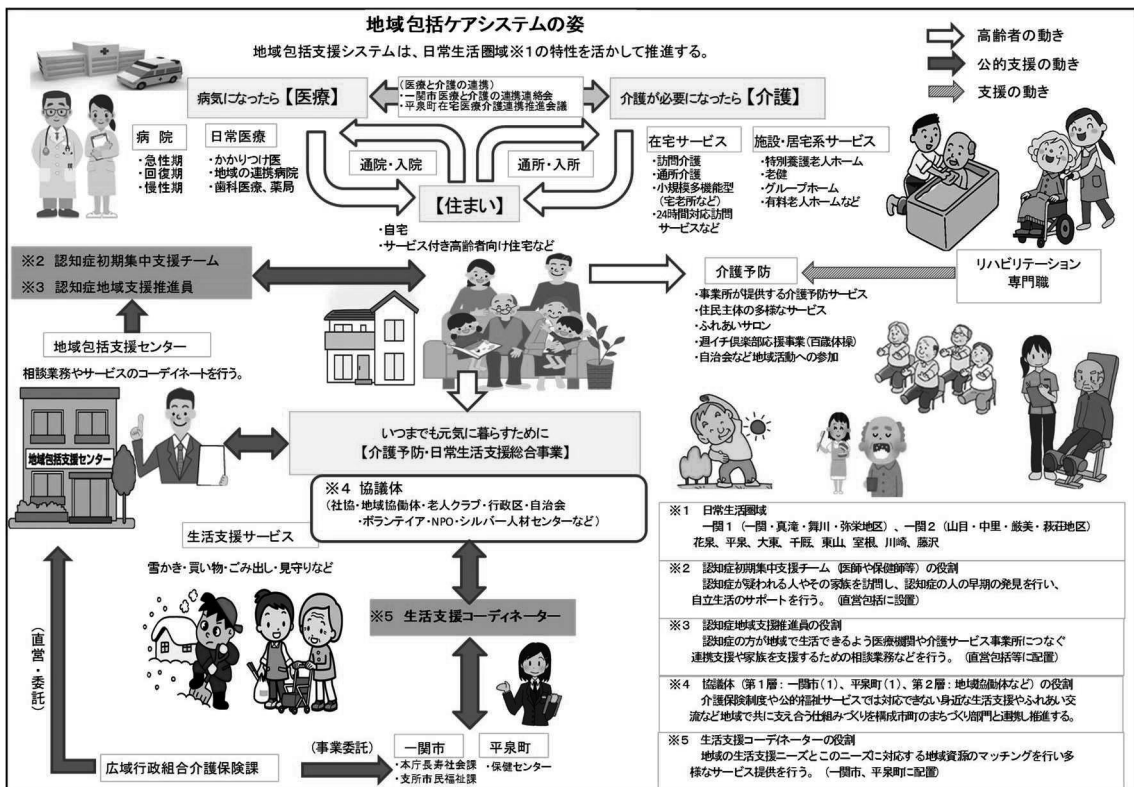 地域包括ケアシステムの姿
地域包括支援システムは、日常生活圏域※1の特性を活かして推進する。
高齢者の動き
公的支援の動き
支援の動き
病気になったら【医療】
(医療と介護の連携)
・一関市医療と介護の連携連絡会
・平泉町在宅医療介護連携推進会議
介護が必要になったら【介護】
病院
・急性期
・回復期
・慢性期
日常医療
・かかりつけ医
・地域の連携病院
・歯科医療、薬局
通院・入院
通所・入所
在宅サービス
・訪問介護
・通所介護
・小規模多機能型
(宅老所など)
・24時間対応訪問
サービスなど
施設・居宅系サービス
・特別養護老人ホーム
・老健
・グループホーム
・有料老人ホームなど
【住まい】
・自宅
・サービス付き高齢者向け住宅など
※2 認知症初期集中支援チーム
※3 認知症地域支援推進員
介護予防
・事業所が提供する介護予防サービス
・住民主体の多様なサービス
・ふれあいサロン
・週イチ倶楽部応援事業(百歳体操)
・自治会など地域活動への参加
リハビリテーション
専門職
地域包括支援センター
相談業務やサービスのコーディネートを行う。
地域包括支援センター
いつまでも元気に暮らすために
【介護予防・日常生活支援総合事業】
※4 協議体
(社協・地域協働体・老人クラブ・行政区・自治会
・ボランティア・NPO・シルバー人材センターなど)
生活支援サービス
雪かき・買い物・ごみ出し・見守りなど
※5 生活支援コーディネーター
(直営・委託)
広域行政組合介護保険課
(事業委託)
一関市
・本庁長寿社会課
・支所市民福祉課
平泉町
・保健センター
※1 日常生活圏域
一関1(一関・真滝・舞川・弥栄地区)、一関2(山目・中里・厳美・萩荘地区)
花泉、平泉、大東、千厩、東山、室根、川崎、藤沢
※2 認知症初期集中支援チーム(医師や保健師等)の役割
認知症が疑われる人やその家族を訪問し、認知症の人の早期の発見を行い、
自立生活のサポートを行う。(直営包括に設置)
※3 認知症地域支援推進員の役割
認知症の方が地域で生活できるよう医療機関や介護サービス事業所につなぐ
連携支援や家族を支援するための相談業務などを行う。(直営包括等に配置)
※4 協議体(第1層:一関市(1)、平泉町(1)、第2層:地域協働体など)の役割
介護保険制度や公的福祉サービスでは対応できない身近な生活支援やふれあい交
流など地域で共に支え合う仕組みづくりを構成市町のまちづくり部門と連携し推進する。
※5 生活支援コーディネーターの役割
地域の生活支援ニーズとこのニーズに対応する地域資源のマッチングを行い多
様なサービス提供を行う。(一関市、平泉町に配置)